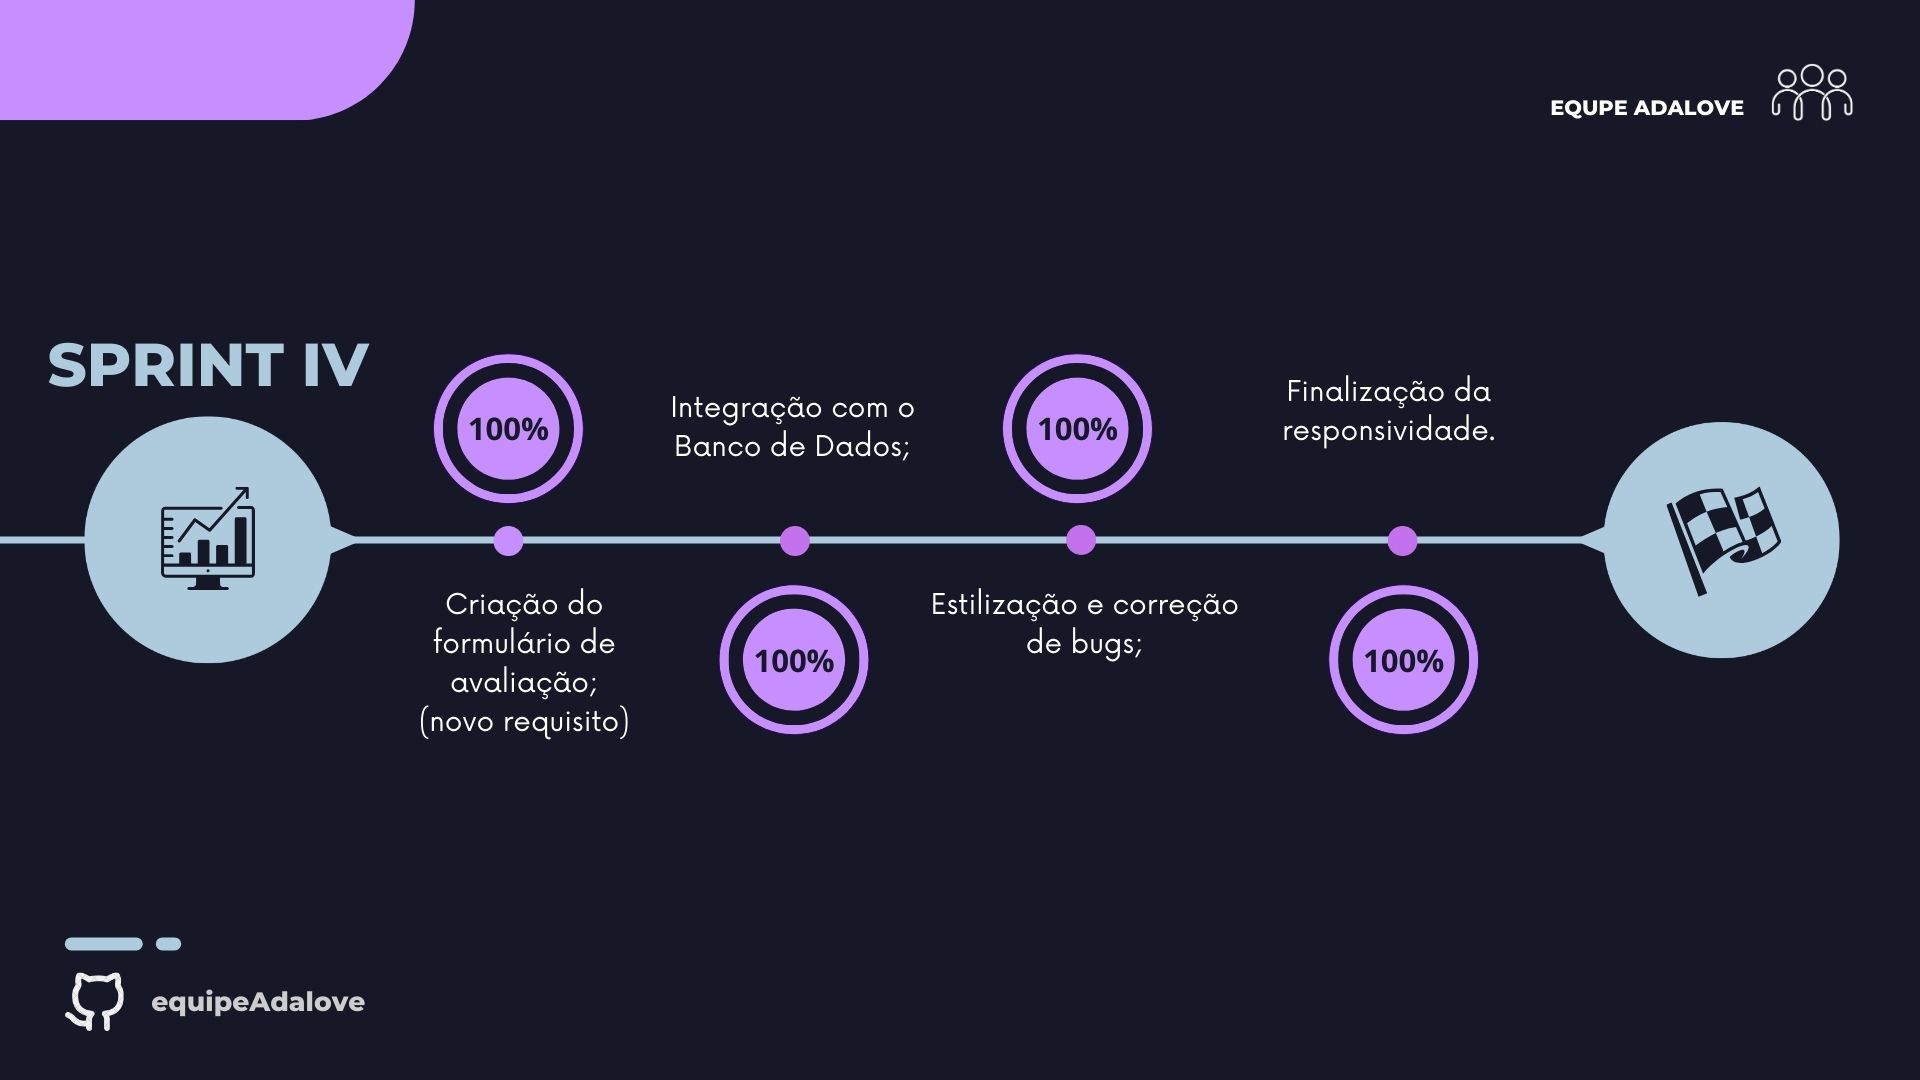 EQUPE ADALOVE
SPRINT IV
100%
Criação do
formulário de
avaliação;
(novo requisito)
Integração com o
Banco de Dados;
100%
100%
Estilização e correção
de bugs;
Finalização da
responsividade.
100%
equipeAdalove